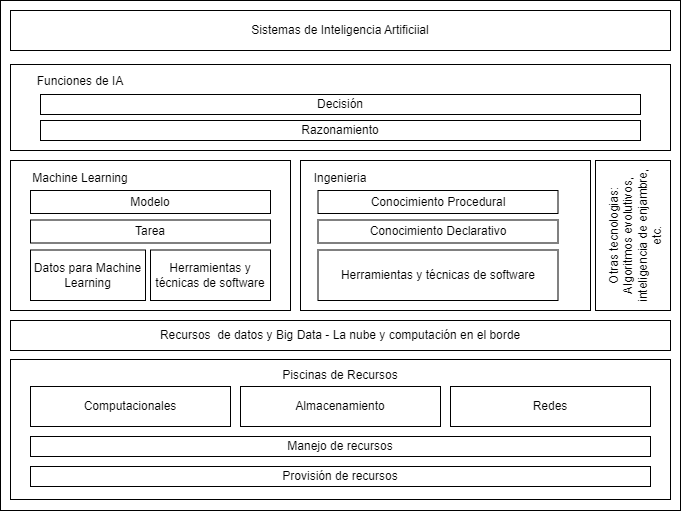 Sistemas de Inteligencia Artificiial
Funciones de IA
Decisión
Razonamiento
Machine Learning
Modelo
Tarea
Datos para Machine
Learning
Herramientas y
técnicas de software
Ingenieria
Conocimiento Procedural
Conocimiento Declarativo
Herramientas y técnicas de software
Otras tecnologías:
Algoritmos evolutivos,
inteligencia de enjambre,
etc.
Recursos de datos y Big Data - La nube y computación en el borde
Piscinas de Recursos
Computacionales
Almacenamiento
Redes
Manejo de recursos
Provisión de recursos